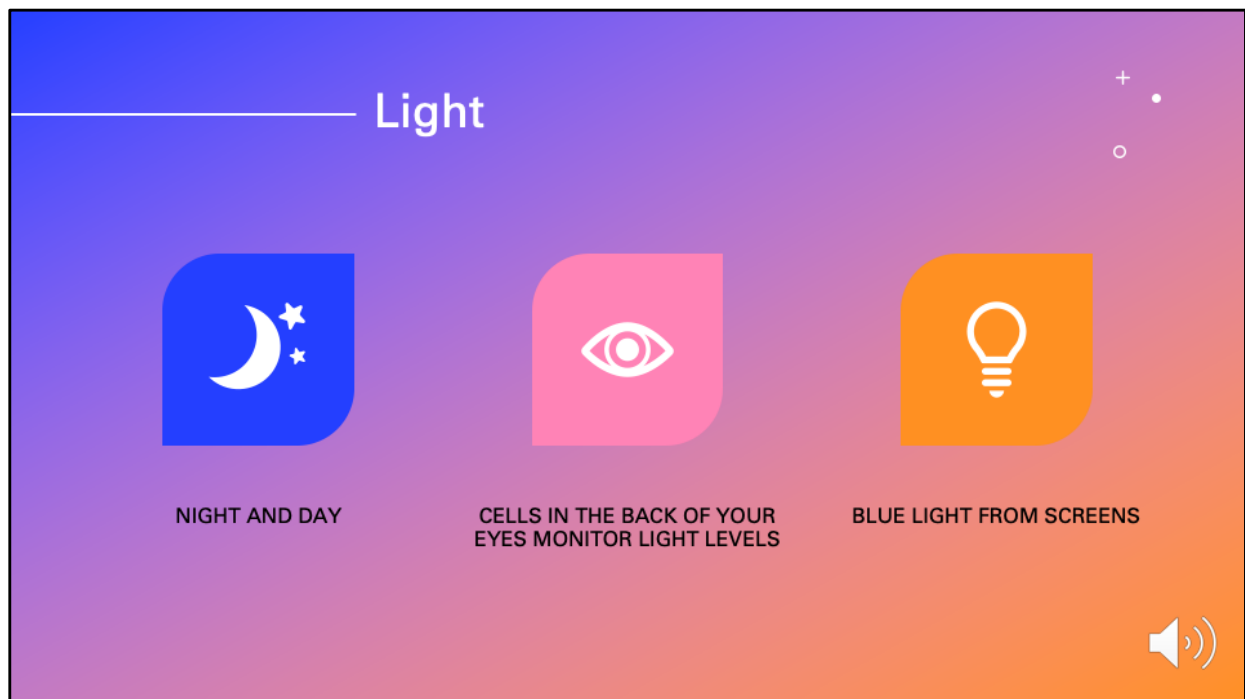 Light
NIGHT AND DAY
CELLS IN THE BACK OF YOUR
EYES MONITOR LIGHT LEVELS
BLUE LIGHT FROM SCREENS